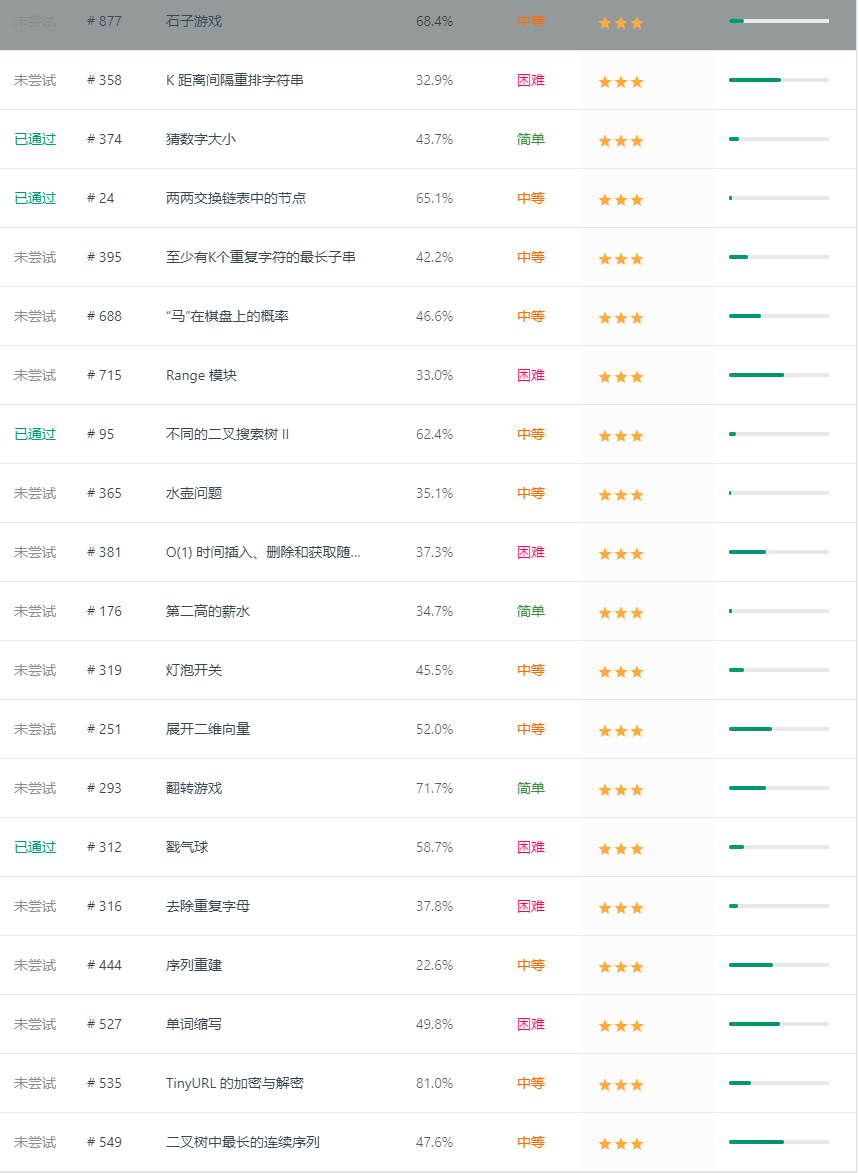 未尝试 # 877 石子游戏 68.4% 中等
未尝试 # 358 K 距离间隔重排字符串 32.9% 困难
已通过 # 374 猜数字大小 43.7% 简单
已通过 # 24 两两交换链表中的节点 65.1% 中等
未尝试 # 395 至少有K个重复字符的最长子串 42.2% 中等
未尝试 # 688 “马”在棋盘上的概率 46.6% 中等
未尝试 # 715 Range 模块 33.0% 困难
已通过 # 95 不同的二叉搜索树 II 62.4% 中等
未尝试 # 365 水壶问题 35.1% 中等
未尝试 # 381 O(1) 时间插入、删除和获取随... 37.3% 困难
未尝试 # 176 第二高的薪水 34.7% 简单
未尝试 # 319 灯泡开关 45.5% 中等
未尝试 # 251 展开二维向量 52.0% 中等
未尝试 # 293 翻转游戏 71.7% 简单
已通过 # 312 戳气球 58.7% 困难
未尝试 # 316 去除重复字母 37.8% 困难
未尝试 # 444 序列重建 22.6% 中等
未尝试 # 527 单词缩写 49.8% 困难
未尝试 # 535 TinyURL 的加密与解密 81.0% 中等
未尝试 # 549 二叉树中最长的连续序列 47.6% 中等